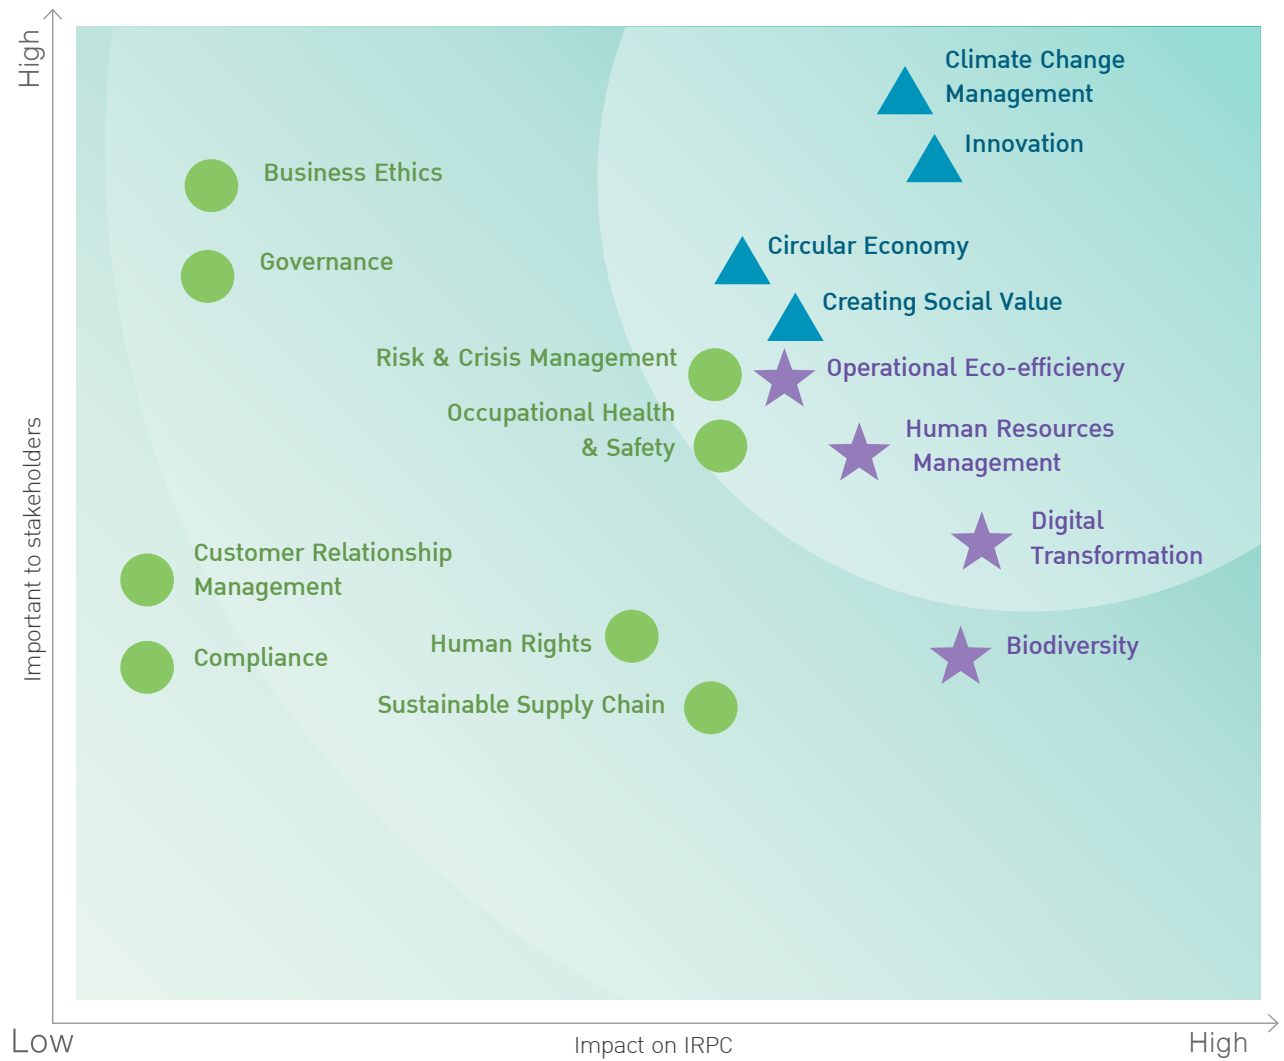 High
Climate Change
Management
Innovation
Business Ethics
Circular Economy
Governance
Creating Social Value
Risk & Crisis Management
Operational Eco-efficiency
Occupational Health
& Safety
Human Resources
Management
Digital
Transformation
Customer Relationship
Management
Human Rights
Biodiversity
Compliance
Sustainable Supply Chain
Important to stakeholders
Low
Impact on IRPC
High